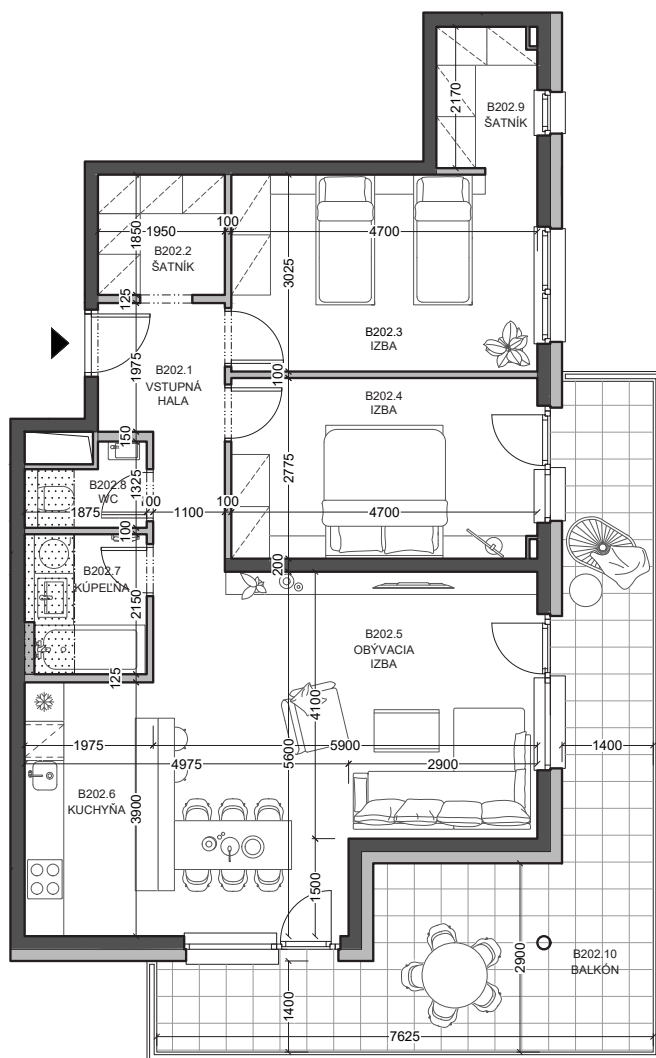 2170
B202.9
ŠATNÍK
1850
1950
100
4700
B202.2
ŠATNÍK
3025
125
B202.3
IZBA
1975
B202.1
VSTUPNÁ
HALA
100
B202.4
IZBA
150
B202.8
WC
1325
2775
1875
100
1100
100
4700
100
B202.7
KÚPEĽŇA
2150
200
B202.5
OBÝVACIA
IZBA
125
4100
1975
5900
1400
4975
5600
2900
B202.6
KUCHYŇA
3900
1500
2900
B202.10
BALKÓN
1400
7625